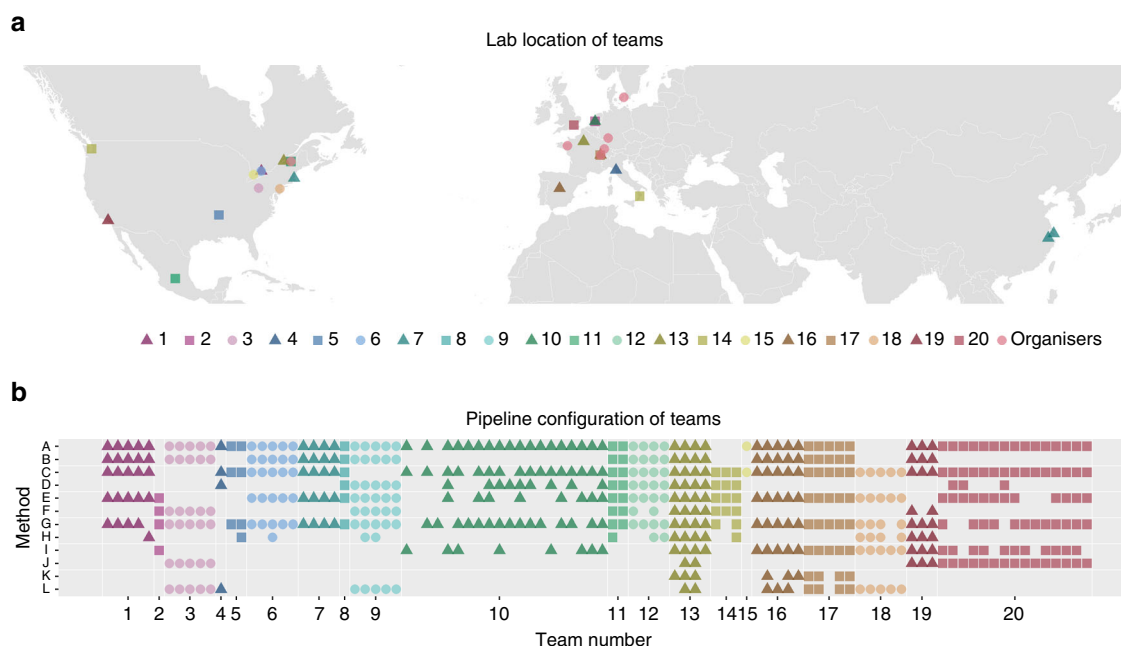 a
Lab location of teams
1 2 3 4 5 6 7 8 9 10 11 12 13 14 15 16 17 18 19 20 Organisers
b
Pipeline configuration of teams
A
B
C
D
E
F
G
H
I
J
K
L
Method
1 2 3 4 5 6 7 8 9 10 11 12 13 14 15 16 17 18 19 20
Team number